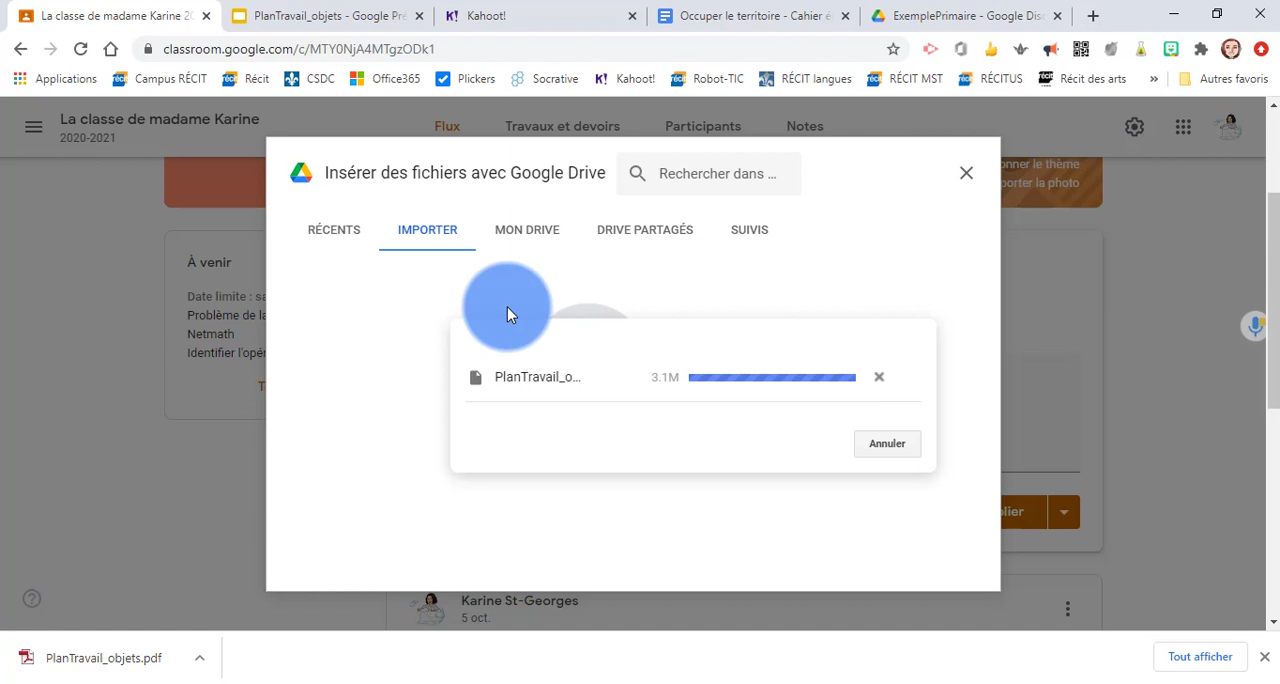 La classe de madame Karine 20
PlanTravail_objets - Google Pré
Kahoot!
Occuper le territoire - Cahier é
ExemplePrimaire - Google Disc
classroom.google.com/c/MTY0NjA4MTgzODk1
Applications
Campus RÉCIT
Récit
CSDC
Office365
Plickers
Socrative
Kahoot!
Robot TIC
RÉCIT langues
RÉCIT MST
RÉCITUS
Récit des arts
»
Autres favoris
La classe de madame Karine
2020-2021
Flux
Travaux et devoirs
Participants
Notes
onner le thème
porter la photo
Insérer des fichiers avec Google Drive
Rechercher dans ...
RÉCENTS
IMPORTER
MON DRIVE
DRIVE PARTAGÉS
SUIVIS
À venir
Date limite : sa
Problème de la
Netmath
Identifier l'opé
T
PlanTravail_o...
3.1M
Annuler
lier
Karine St-Georges
5 oct.
PlanTravail_objets.pdf
Tout afficher